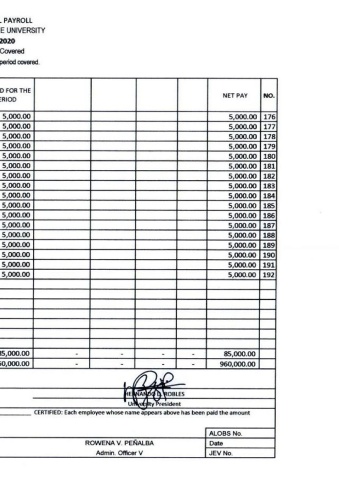 L PAYROLL
E UNIVERSITY
2020
Covered
period covered.
D FOR THE
ERIOD
NET PAY NO.
5,000.00 5,000.00 176
5,000.00 5,000.00 177
5,000.00 5,000.00 178
5,000.00 5,000.00 179
5,000.00 5,000.00 180
5,000.00 5,000.00 181
5,000.00 5,000.00 182
5,000.00 5,000.00 183
5,000.00 5,000.00 184
5,000.00 5,000.00 185
5,000.00 5,000.00 186
5,000.00 5,000.00 187
5,000.00 5,000.00 188
5,000.00 5,000.00 189
5,000.00 5,000.00 190
5,000.00 5,000.00 191
5,000.00 5,000.00 192
85,000.00 - - - - 85,000.00
60,000.00 - - - - 960,000.00
ROBLES
University President
CERTIFIED: Each employee whose name appears above has been paid the amount
ALOBS No.
ROWENA V. PEÑALBA Date
Admin. Officer V JEV No.